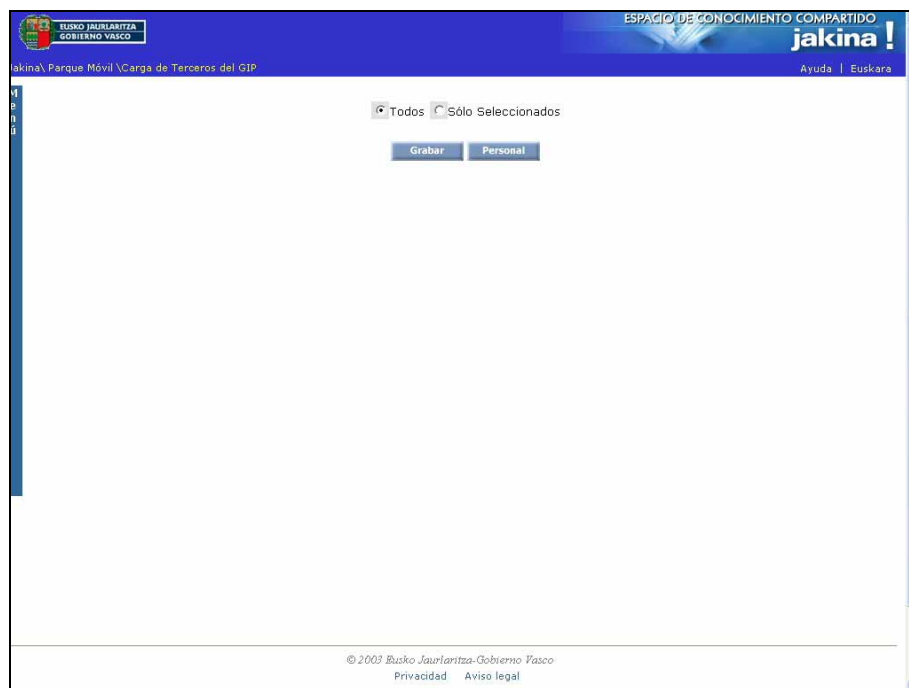 EUSKO JAURLARITZA
GOBIERNO VASCO
ESPACIO DE CONOCIMIENTO COMPARTIDO
jakina!
Jakina\ Parque Móvil \Carga de Terceros del GIP
Ayuda | Euskara
Menú
Todos Sólo Seleccionados
Grabar Personal
© 2003 Eusko Jaurlaritza-Gobierno Vasco
Privacidad Aviso legal